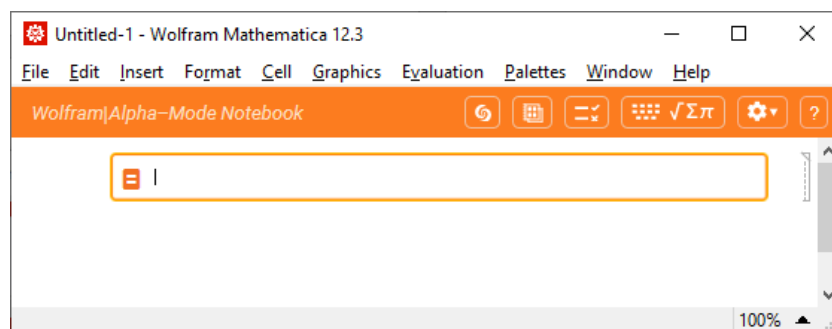 Untitled-1 - Wolfram Mathematica 12.3
File Edit Insert Format Cell Graphics Evaluation Palettes Window Help
Wolfram|Alpha–Mode Notebook √Σπ ?
100%